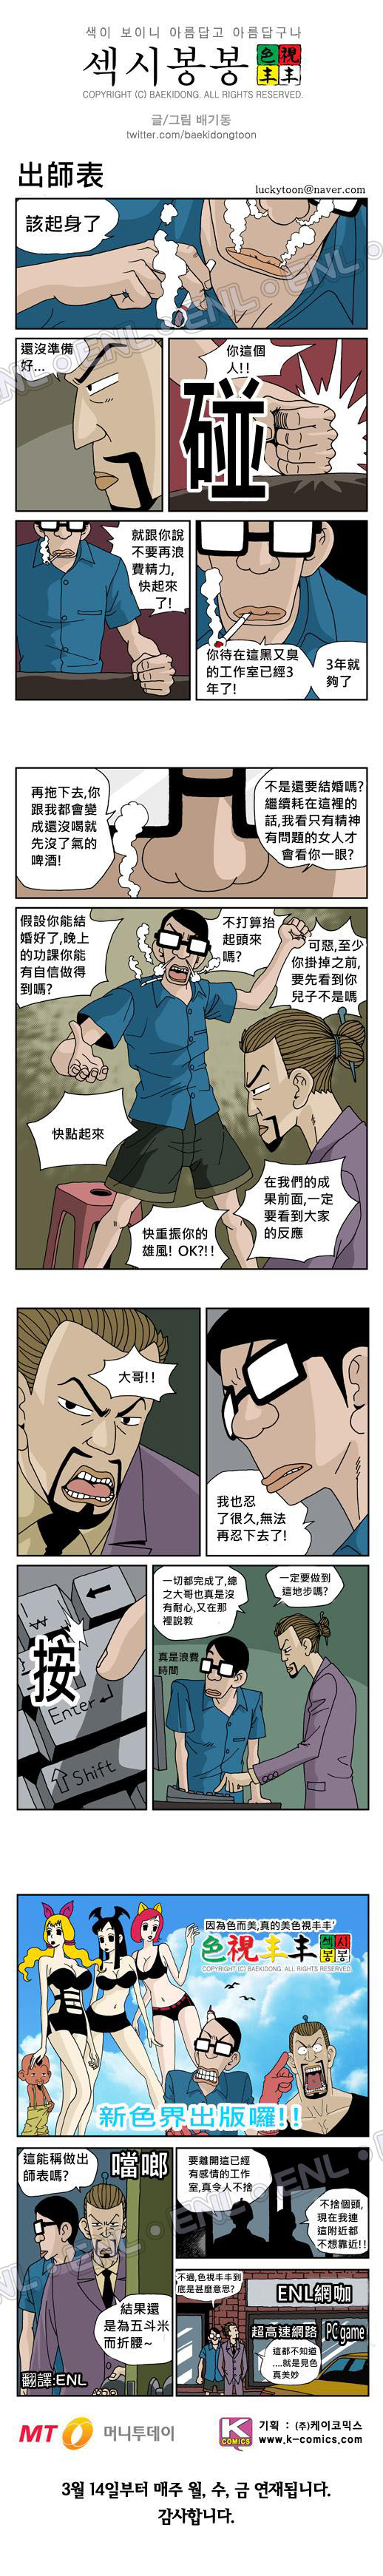 색이 보이니 아름답고 아름답구나
섹시봉봉
色視
丰丰
COPYRIGHT (C) BAEKIDONG. ALL RIGHTS RESERVED.
글/그림 배기동
twitter.com/baekidongtoon
出師表
luckytoon@naver.com
該起身了
還沒準備
好...
你這個
人!!
碰
就跟你說
不要再浪
費精力,
快起來
了!
你待在這黑又臭
的工作室已經3
年了!
3年就
夠了
再拖下去,你
跟我都會變
成還沒喝就
先沒了氣的
啤酒!
不是還要結婚嗎?
繼續耗在這裡的
話,我看只有精神
有問題的女人才
會看你一眼?
假設你能結
婚好了,晚上
的功課你能
有自信做得
到嗎?
不打算抬
起頭來
嗎?
可惡,至少
你掛掉之前,
要先看到你
兒子不是嗎
快點起來
在我們的成
果前面,一定
要看到大家
的反應
快重振你的
雄風! OK?!!
大哥!!
我也忍
了很久,無法
再忍下去了!
按
Enter
Shift
一切都完成了,總
之大哥也真是沒
有耐心,又在那
裡說教
真是浪費
時間
一定要做到
這地步嗎?
因為色而美,真的美色視丰丰'
色視丰丰
섹시
봉봉
COPYRIGHT (C) BAEKIDONG. ALL RIGHTS RESERVED.
新色界出版囉!!
這能稱做出
師表嗎?
噹啷
結果還
是為五斗米
而折腰~
翻譯:ENL
要離開這已經
有感情的工作
室,真令人不捨
不捨個頭,
現在我連
這附近都
不想靠近!!
不過,色視丰丰到
底是甚麼意思?
ENL網咖
超高速網路
PC game
這都不知道
....就是見色
真美妙
MT 머니투데이
K COMICS
기획 : (주)케이코믹스
www.k-comics.com
3월 14일부터 매주 월, 수, 금 연재됩니다.
감사합니다.